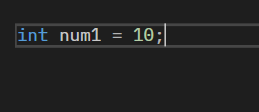 int num1 = 10;